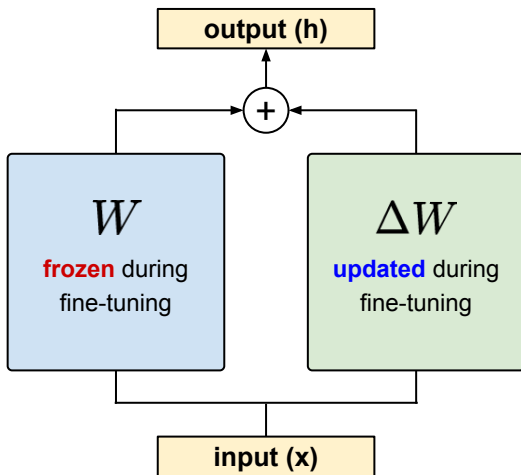 output (h)
+
W
frozen during
fine-tuning
ΔW
updated during
fine-tuning
input (x)